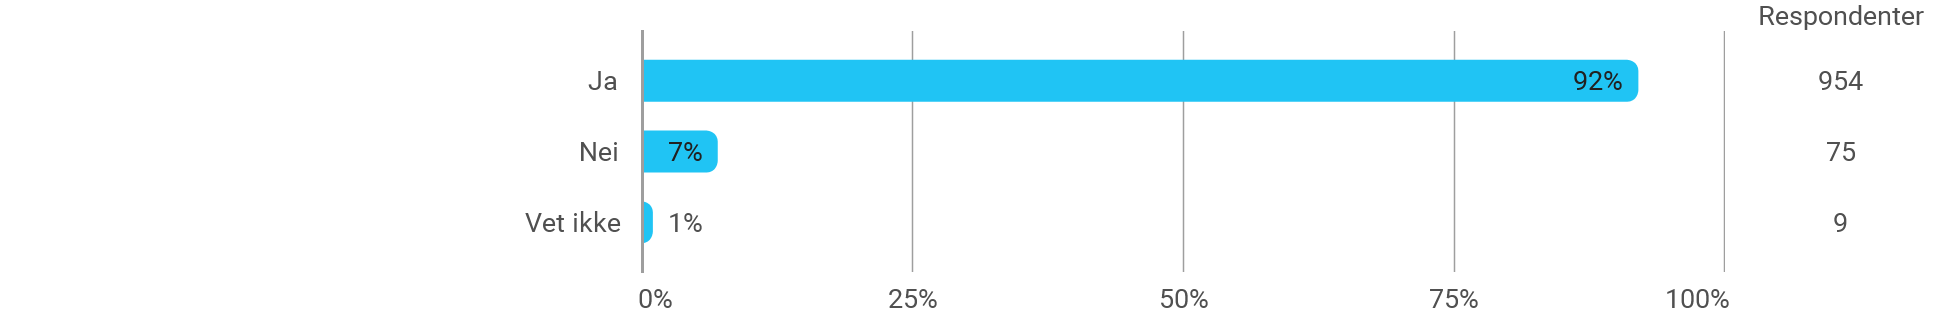 Respondenter
Ja 92% 954
Nei 7% 75
Vet ikke 1% 9
0% 25% 50% 75% 100%